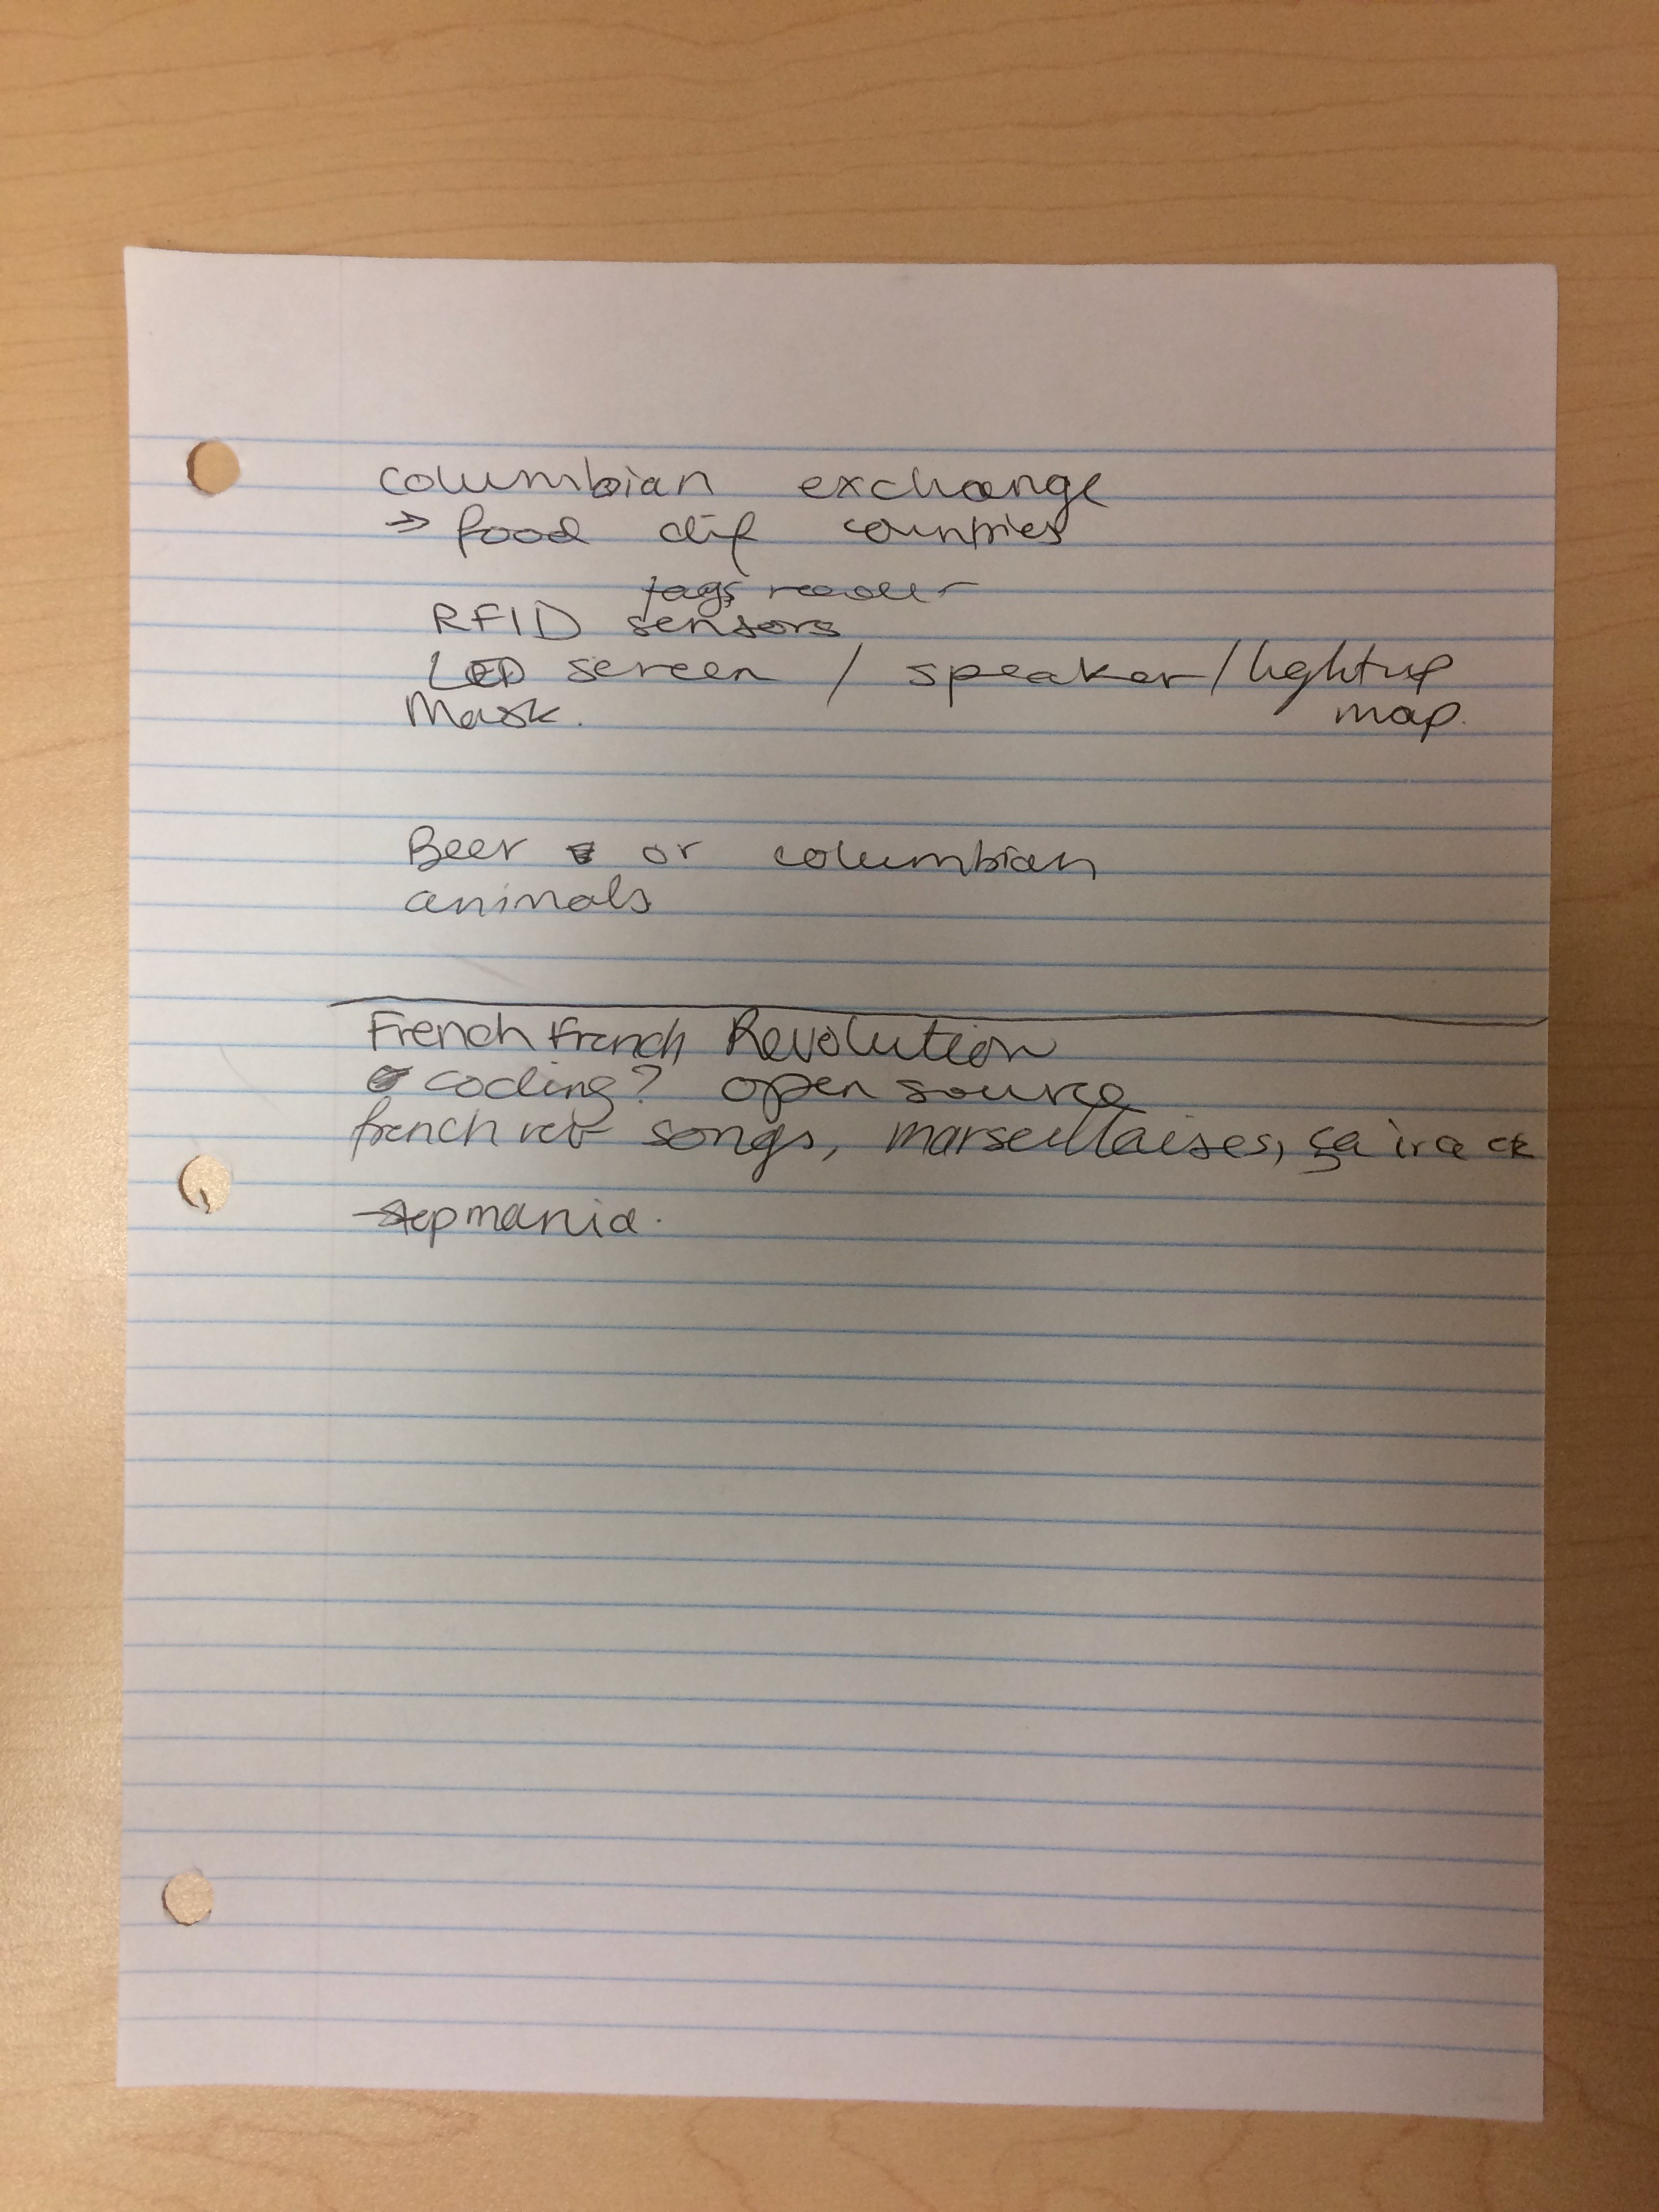 columbian exchange
→ food dif countries
tags reader
RFID sensors
LED screen / speaker / lightup
Mask. map.
Beer or columbian
animals
French French Revolution
coding? open source
french rev songs, marseillaises, ça ira
stepmania.